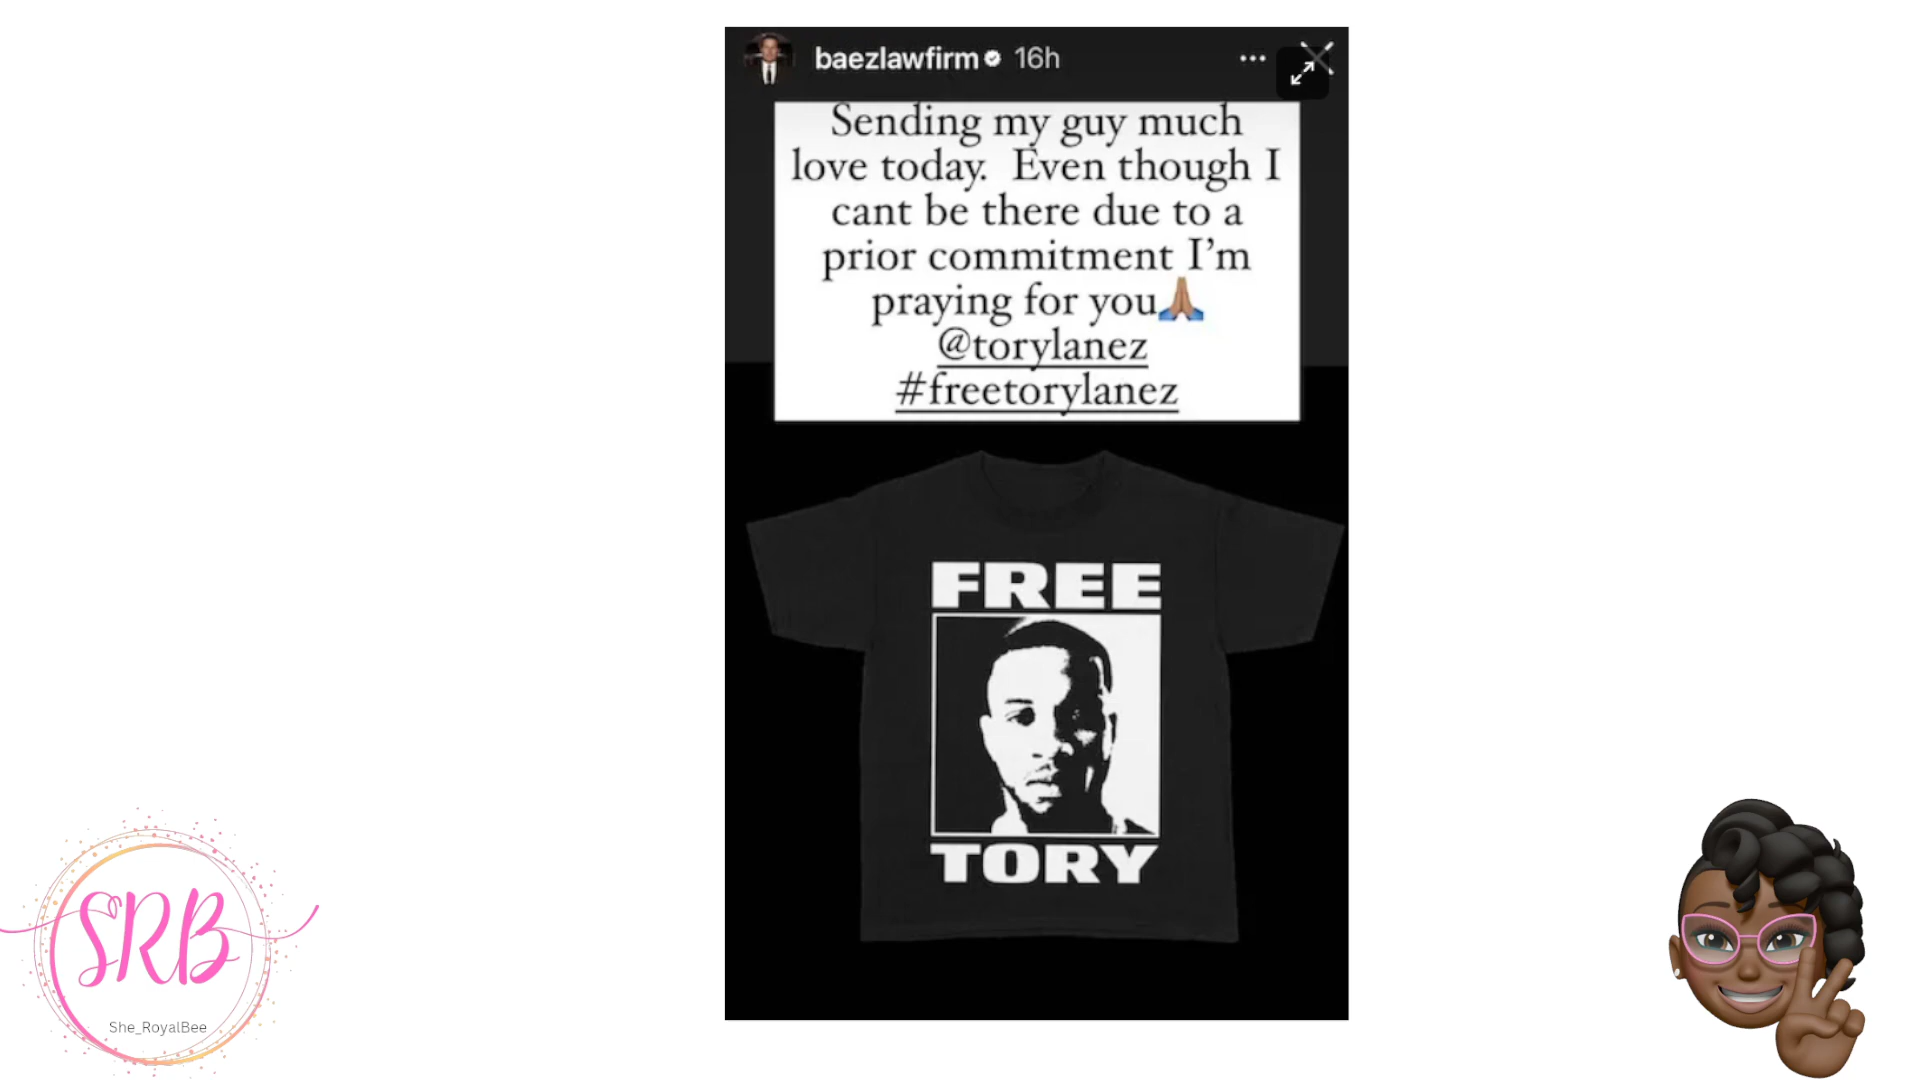 baezlawfirm 16h
Sending my guy much
love today. Even though I
cant be there due to a
prior commitment I’m
praying for you🙏🏽
@torylanez
#freetorylanez
FREE
TORY
SRB
She_RoyalBee